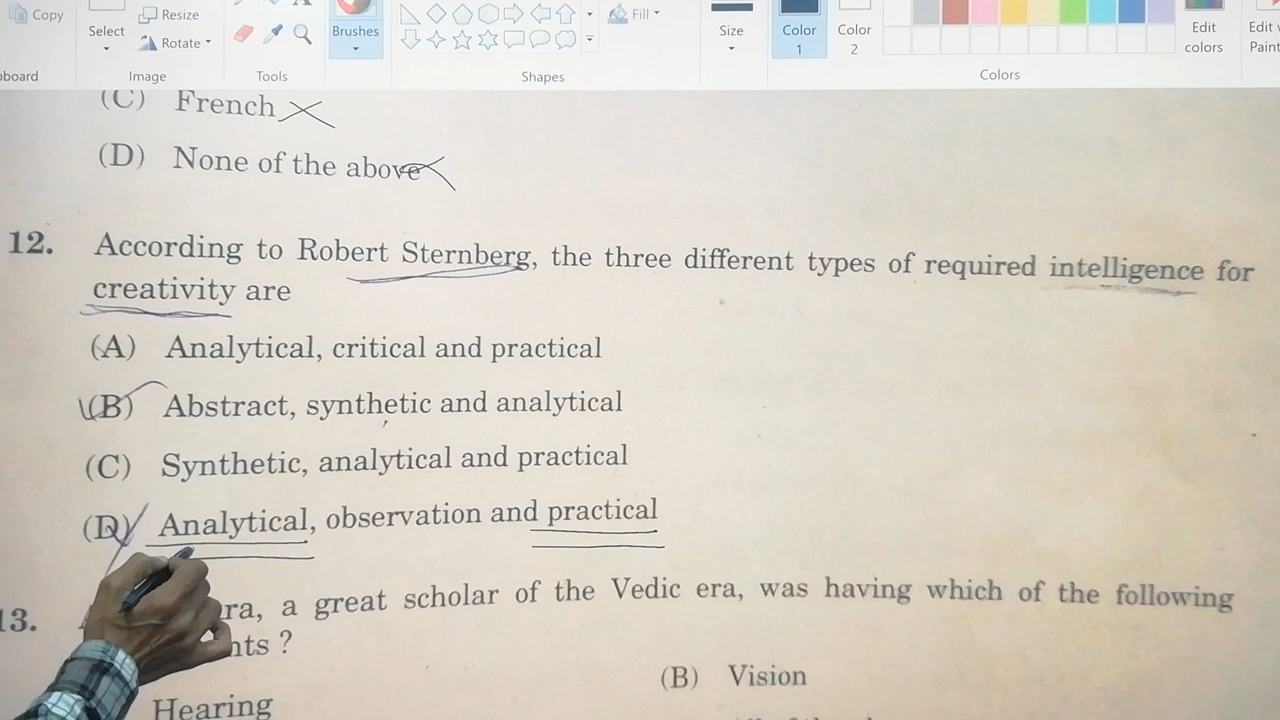 Copy
Resize
Select
Rotate
Brushes
Fill
Size
Color
1
Color
2
Edit
colors
Edit
Paint
board
Image
Tools
Shapes
Colors
(C) French
(D) None of the above
12. According to Robert Sternberg, the three different types of required intelligence for
creativity are
(A) Analytical, critical and practical
(B) Abstract, synthetic and analytical
(C) Synthetic, analytical and practical
(D) Analytical, observation and practical
13. ra, a great scholar of the Vedic era, was having which of the following
nts ?
(B) Vision
Hearing